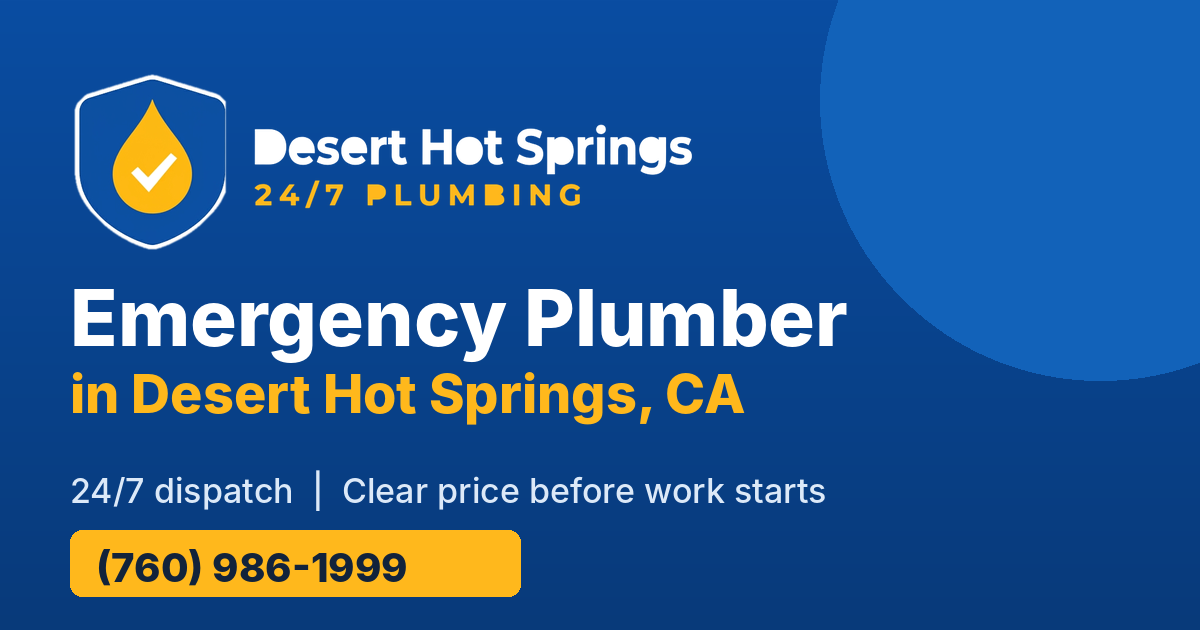 Desert Hot Springs
24/7 PLUMBING
Emergency Plumber
in Desert Hot Springs, CA
24/7 dispatch | Clear price before work starts
(760) 986-1999